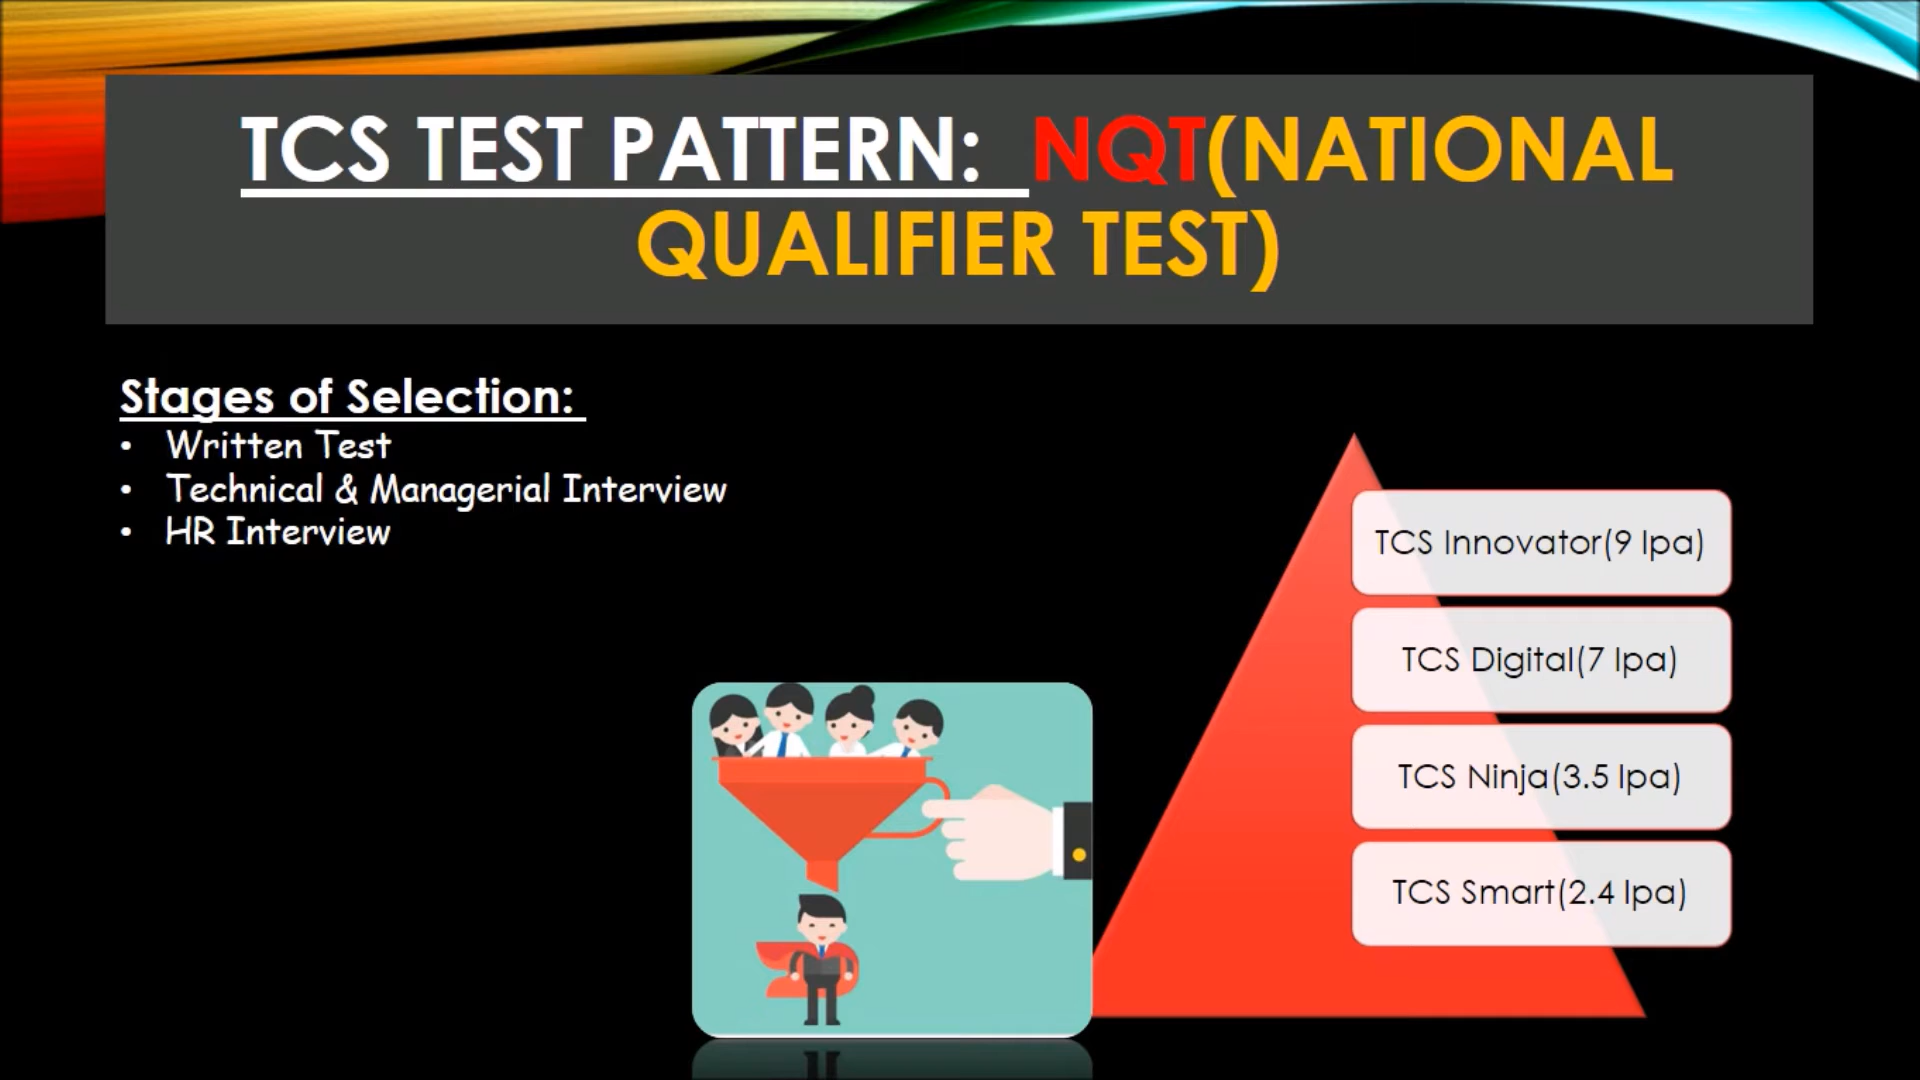 TCS TEST PATTERN: NQT(NATIONAL
QUALIFIER TEST)
Stages of Selection:
• Written Test
• Technical & Managerial Interview
• HR Interview
TCS Innovator(9 lpa)
TCS Digital(7 lpa)
TCS Ninja(3.5 lpa)
TCS Smart(2.4 lpa)